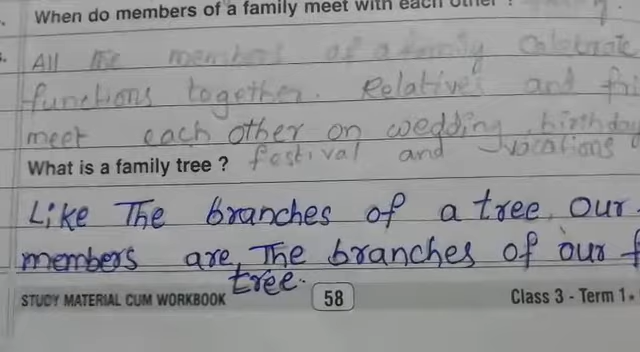 When do members of a family meet with each other ?
All the members of a family celebrate
functions together. Relatives and fri
meet each other on wedding, birthday
festival and vacations
What is a family tree ?
Like The branches of a tree, Our
members are, The branches of our f
tree.
STUDY MATERIAL CUM WORKBOOK 58 Class 3 - Term 1